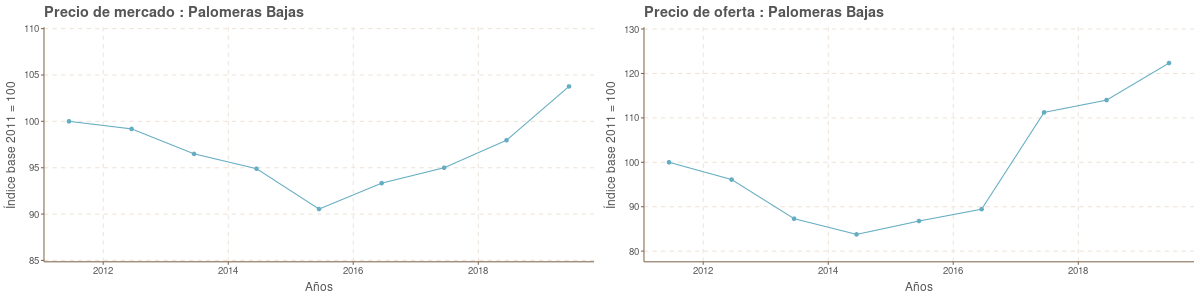 Precio de mercado : Palomeras Bajas
110
105
100
95
90
85
Índice base 2011 = 100
2012 2014 2016 2018
Años
Precio de oferta : Palomeras Bajas
130
120
110
100
90
80
Índice base 2011 = 100
2012 2014 2016 2018
Años